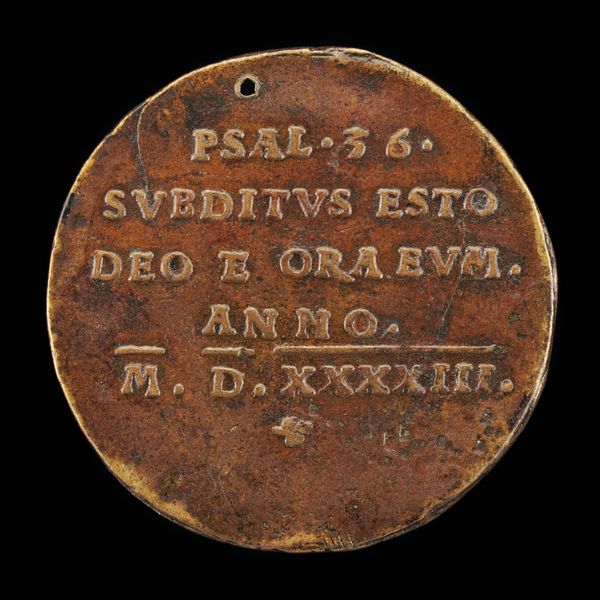 PSAL·36·
SVBDITVS ESTO
DEO E ORA EVM.
ANNO.
M. D. XXXXIII.